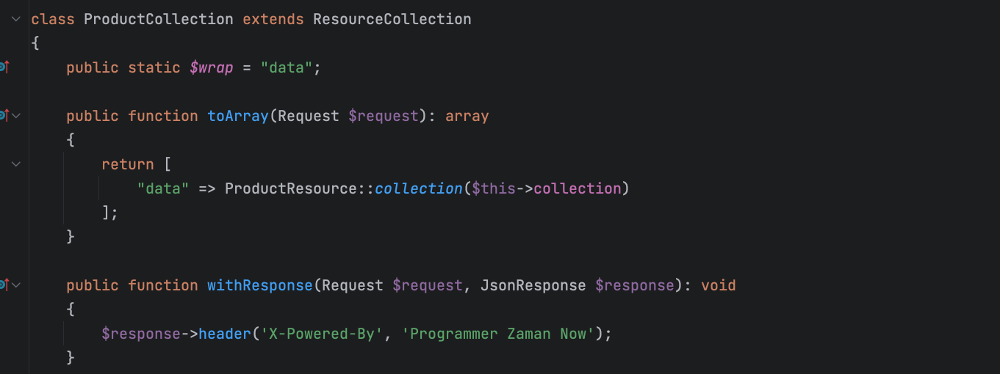 class ProductCollection extends ResourceCollection
{
    public static $wrap = "data";

    public function toArray(Request $request): array
    {
        return [
            "data" => ProductResource::collection($this->collection)
        ];
    }

    public function withResponse(Request $request, JsonResponse $response): void
    {
        $response->header('X-Powered-By', 'Programmer Zaman Now');
    }